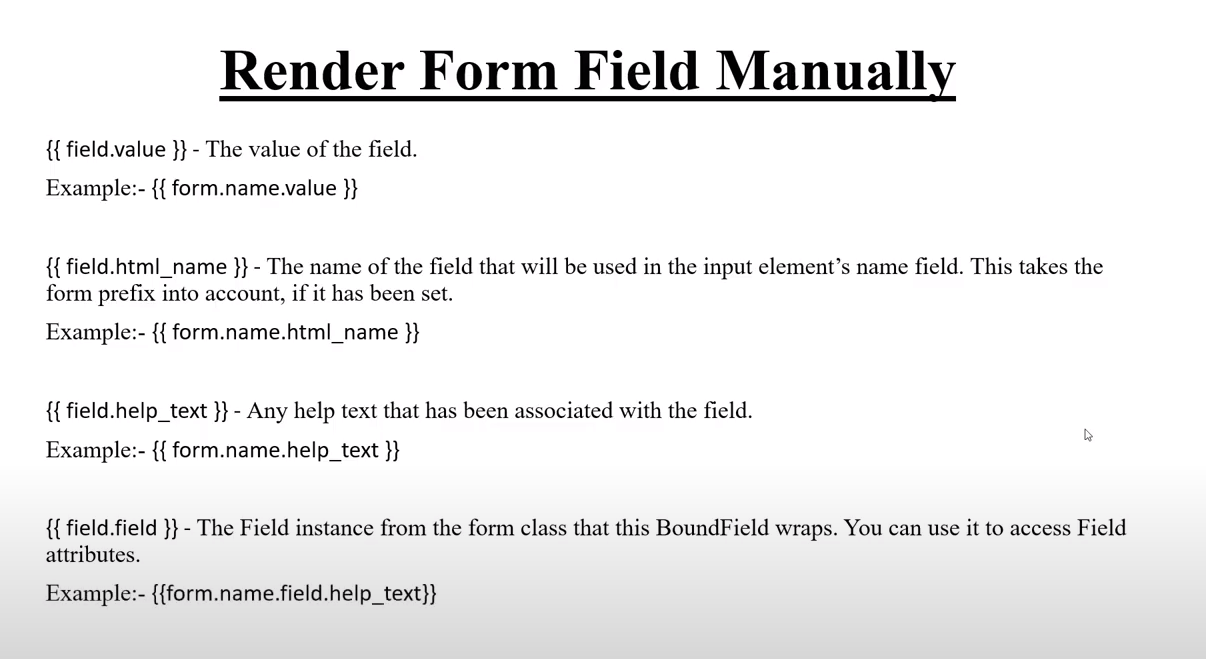 Render Form Field Manually
{{ field.value }} - The value of the field.
Example:- {{ form.name.value }}
{{ field.html_name }} - The name of the field that will be used in the input element’s name field. This takes the
form prefix into account, if it has been set.
Example:- {{ form.name.html_name }}
{{ field.help_text }} - Any help text that has been associated with the field.
Example:- {{ form.name.help_text }}
{{ field.field }} - The Field instance from the form class that this BoundField wraps. You can use it to access Field
attributes.
Example:- {{form.name.field.help_text}}